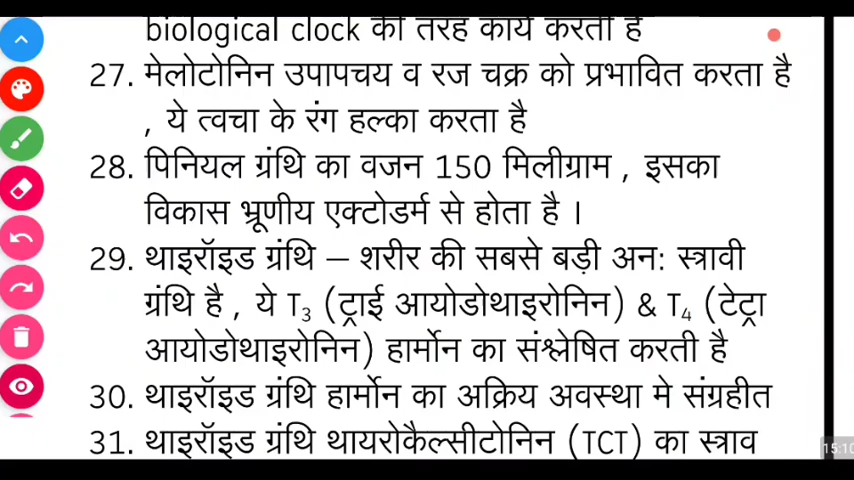 biological clock की तरह कार्य करती है
27. मेलोटोनिन उपापचय व रज चक्र को प्रभावित करता है
, ये त्वचा के रंग हल्का करता है
28. पिनियल ग्रंथि का वजन 150 मिलीग्राम , इसका
विकास भ्रूणीय एक्टोडर्म से होता है ।
29. थाइरॉइड ग्रंथि – शरीर की सबसे बड़ी अन: स्त्रावी
ग्रंथि है , ये T₃ (ट्राई आयोडोथाइरोनिन) & T₄ (टेट्रा
आयोडोथाइरोनिन) हार्मोन का संश्लेषित करती है
30. थाइरॉइड ग्रंथि हार्मोन का अक्रिय अवस्था मे संग्रहीत
31. थाइरॉइड ग्रंथि थायरोकैल्सीटोनिन (TCT) का स्त्राव
15:10